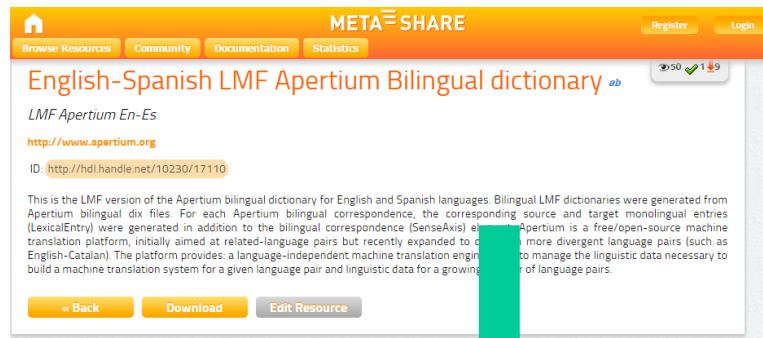 META SHARE
Register Login
Browse Resources Community Documentation Statistics
English-Spanish LMF Apertium Bilingual dictionary ab
50 1 9
LMF Apertium En-Es
http://www.apertium.org
ID: http://hdl.handle.net/10230/17110
This is the LMF version of the Apertium bilingual dictionary for English and Spanish languages. Bilingual LMF dictionaries were generated from
Apertium bilingual dix files. For each Apertium bilingual correspondence, the corresponding source and target monolingual entries
(LexicalEntry) were generated in addition to the bilingual correspondence (SenseAxis) Apertium is a free/open-source machine
translation platform, initially aimed at related-language pairs but recently expanded to more divergent language pairs (such as
English-Catalan). The platform provides: a language-independent machine translation to manage the linguistic data necessary to
build a machine translation system for a given language pair and linguistic data for a growing of language pairs.
« Back Download Edit Resource